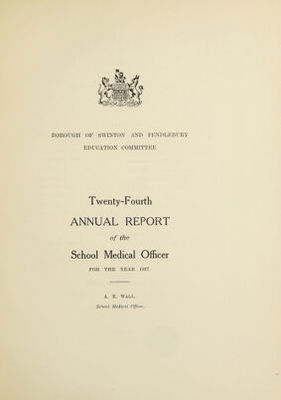 BOROUGH OF SWINTON AND PENDLEBURY
EDUCATION COMMITTEE
Twenty-Fourth
ANNUAL REPORT
of the
School Medical Officer
FOR THE YEAR 1937
A. E. WALL,
School Medical Officer.